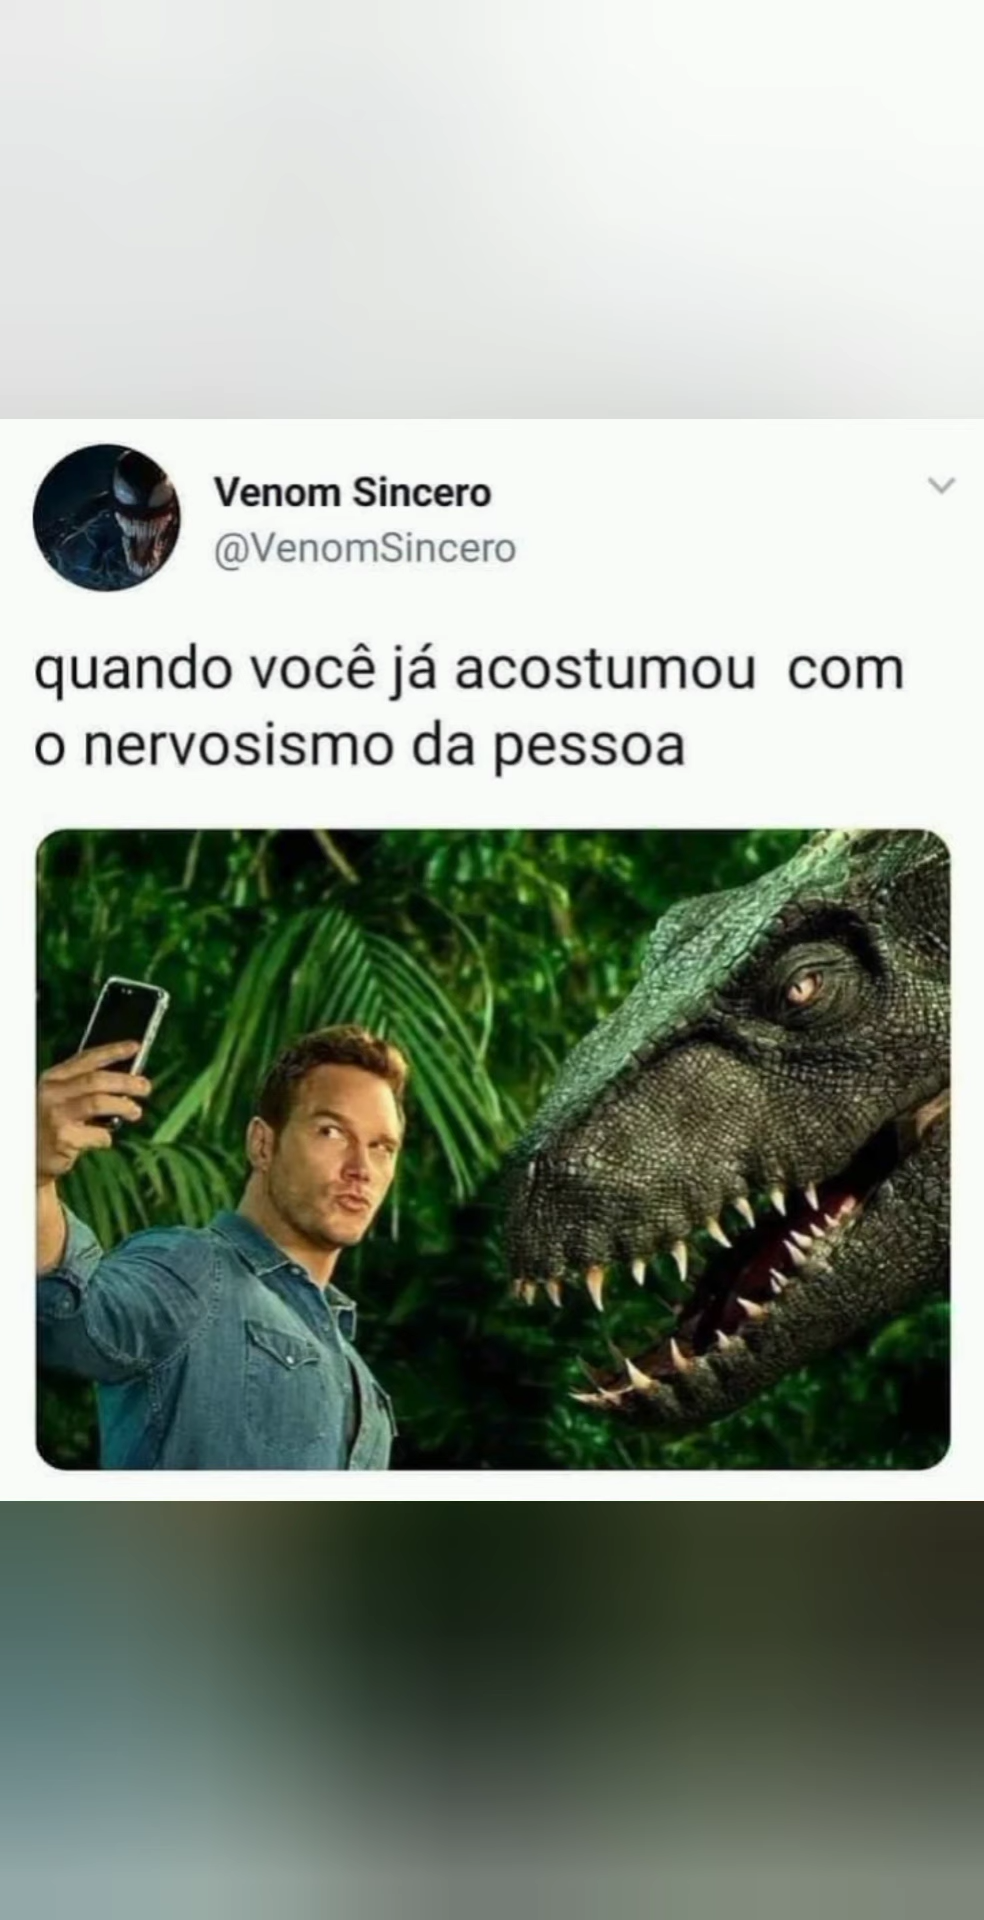 Venom Sincero
@VenomSincero
quando você já acostumou  com
o nervosismo da pessoa